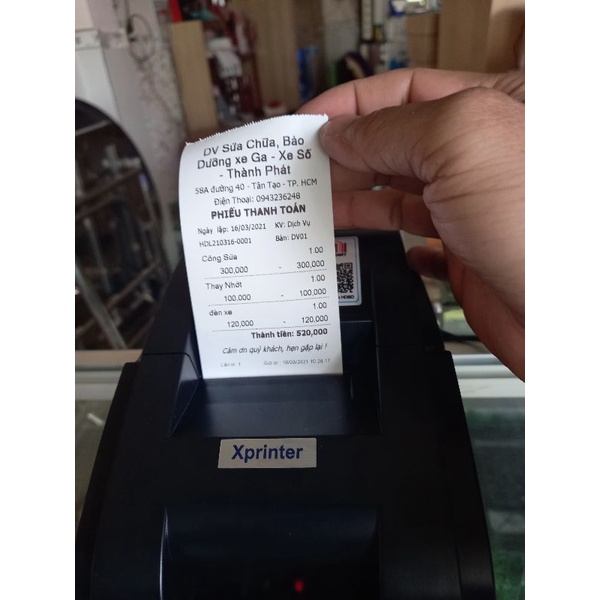 DV Sửa Chữa, Bảo
Dưỡng xe Ga - Xe Số
- Thành Phát
58A đường 40 - Tân Tạo - TP. HCM
Điện Thoại: 0943236248
PHIẾU THANH TOÁN
Ngày lập: 16/03/2021 KV: Dịch Vụ
HDL210316-0001 Bàn: DV01
Công Sửa 1.00
300,000 - 300,000
Thay Nhớt 1.00
100,000 - 100,000
đèn xe 1.00
120,000 - 120,000
Thành tiền: 520,000
Cảm ơn quý khách, hẹn gặp lại !
Xprinter